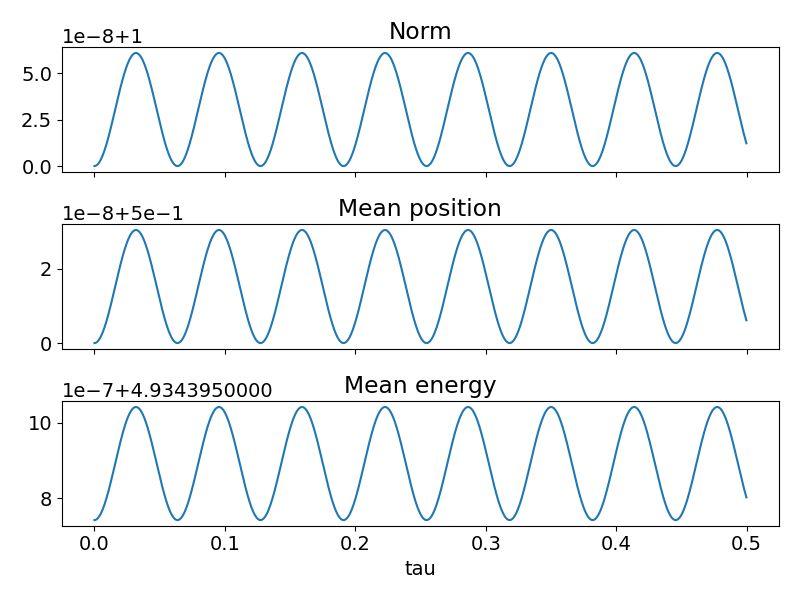 Norm
1e−8+1
5.0
2.5
0.0
Mean position
1e−8+5e−1
2
0
Mean energy
1e−7+4.9343950000
10
8
0.0 0.1 0.2 0.3 0.4 0.5
tau